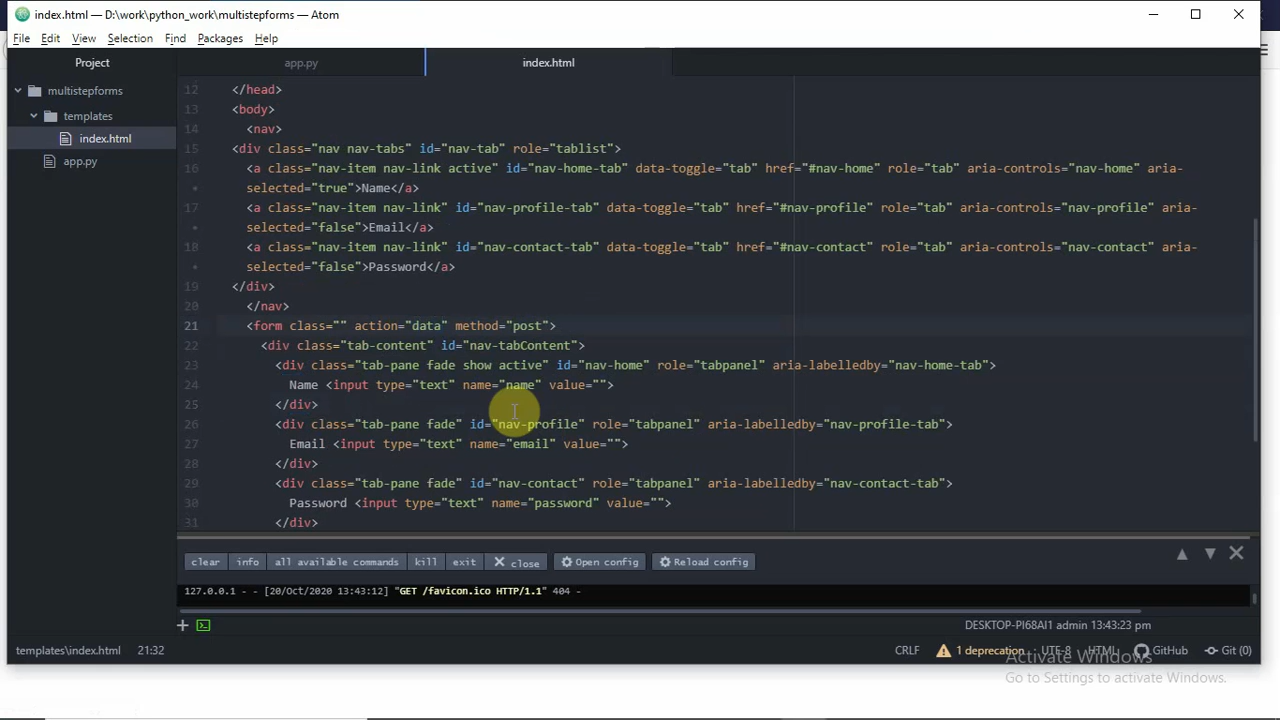 index.html — D:\work\python_work\multistepforms — Atom
File Edit View Selection Find Packages Help
Project
app.py
index.html
multistepforms
templates
index.html
app.py
12 </head>
13 <body>
14 <nav>
15 <div class="nav nav-tabs" id="nav-tab" role="tablist">
16 <a class="nav-item nav-link active" id="nav-home-tab" data-toggle="tab" href="#nav-home" role="tab" aria-controls="nav-home" aria-
• selected="true">Name</a>
17 <a class="nav-item nav-link" id="nav-profile-tab" data-toggle="tab" href="#nav-profile" role="tab" aria-controls="nav-profile" aria-
• selected="false">Email</a>
18 <a class="nav-item nav-link" id="nav-contact-tab" data-toggle="tab" href="#nav-contact" role="tab" aria-controls="nav-contact" aria-
• selected="false">Password</a>
19 </div>
20 </nav>
21 <form class="" action="data" method="post">
22 <div class="tab-content" id="nav-tabContent">
23 <div class="tab-pane fade show active" id="nav-home" role="tabpanel" aria-labelledby="nav-home-tab">
24 Name <input type="text" name="name" value="">
25 </div>
26 <div class="tab-pane fade" id="nav-profile" role="tabpanel" aria-labelledby="nav-profile-tab">
27 Email <input type="text" name="email" value="">
28 </div>
29 <div class="tab-pane fade" id="nav-contact" role="tabpanel" aria-labelledby="nav-contact-tab">
30 Password <input type="text" name="password" value="">
31 </div>
clear info all available commands kill exit close Open config Reload config
127.0.0.1 - - [20/Oct/2020 13:43:12] "GET /favicon.ico HTTP/1.1" 404 -
DESKTOP-PI68AI1 admin 13:43:23 pm
templates\index.html 21:32 CRLF 1 deprecation UTF-8 HTML GitHub Git (0)
Activate Windows
Go to Settings to activate Windows.